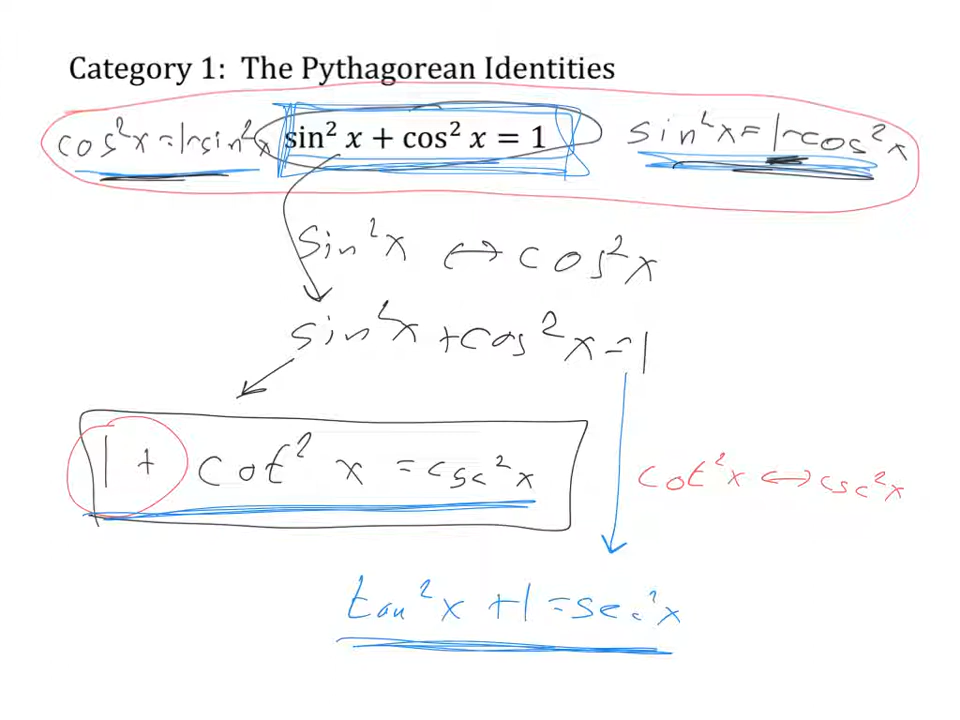 Category 1: The Pythagorean Identities
cos²x = 1-sin²x sin² x + cos² x = 1 sin²x = 1-cos²x
sin²x ↔ cos²x
sin²x + cos²x = 1
1 + cot² x = csc²x
cot²x ↔ csc²x
tan²x + 1 = sec²x